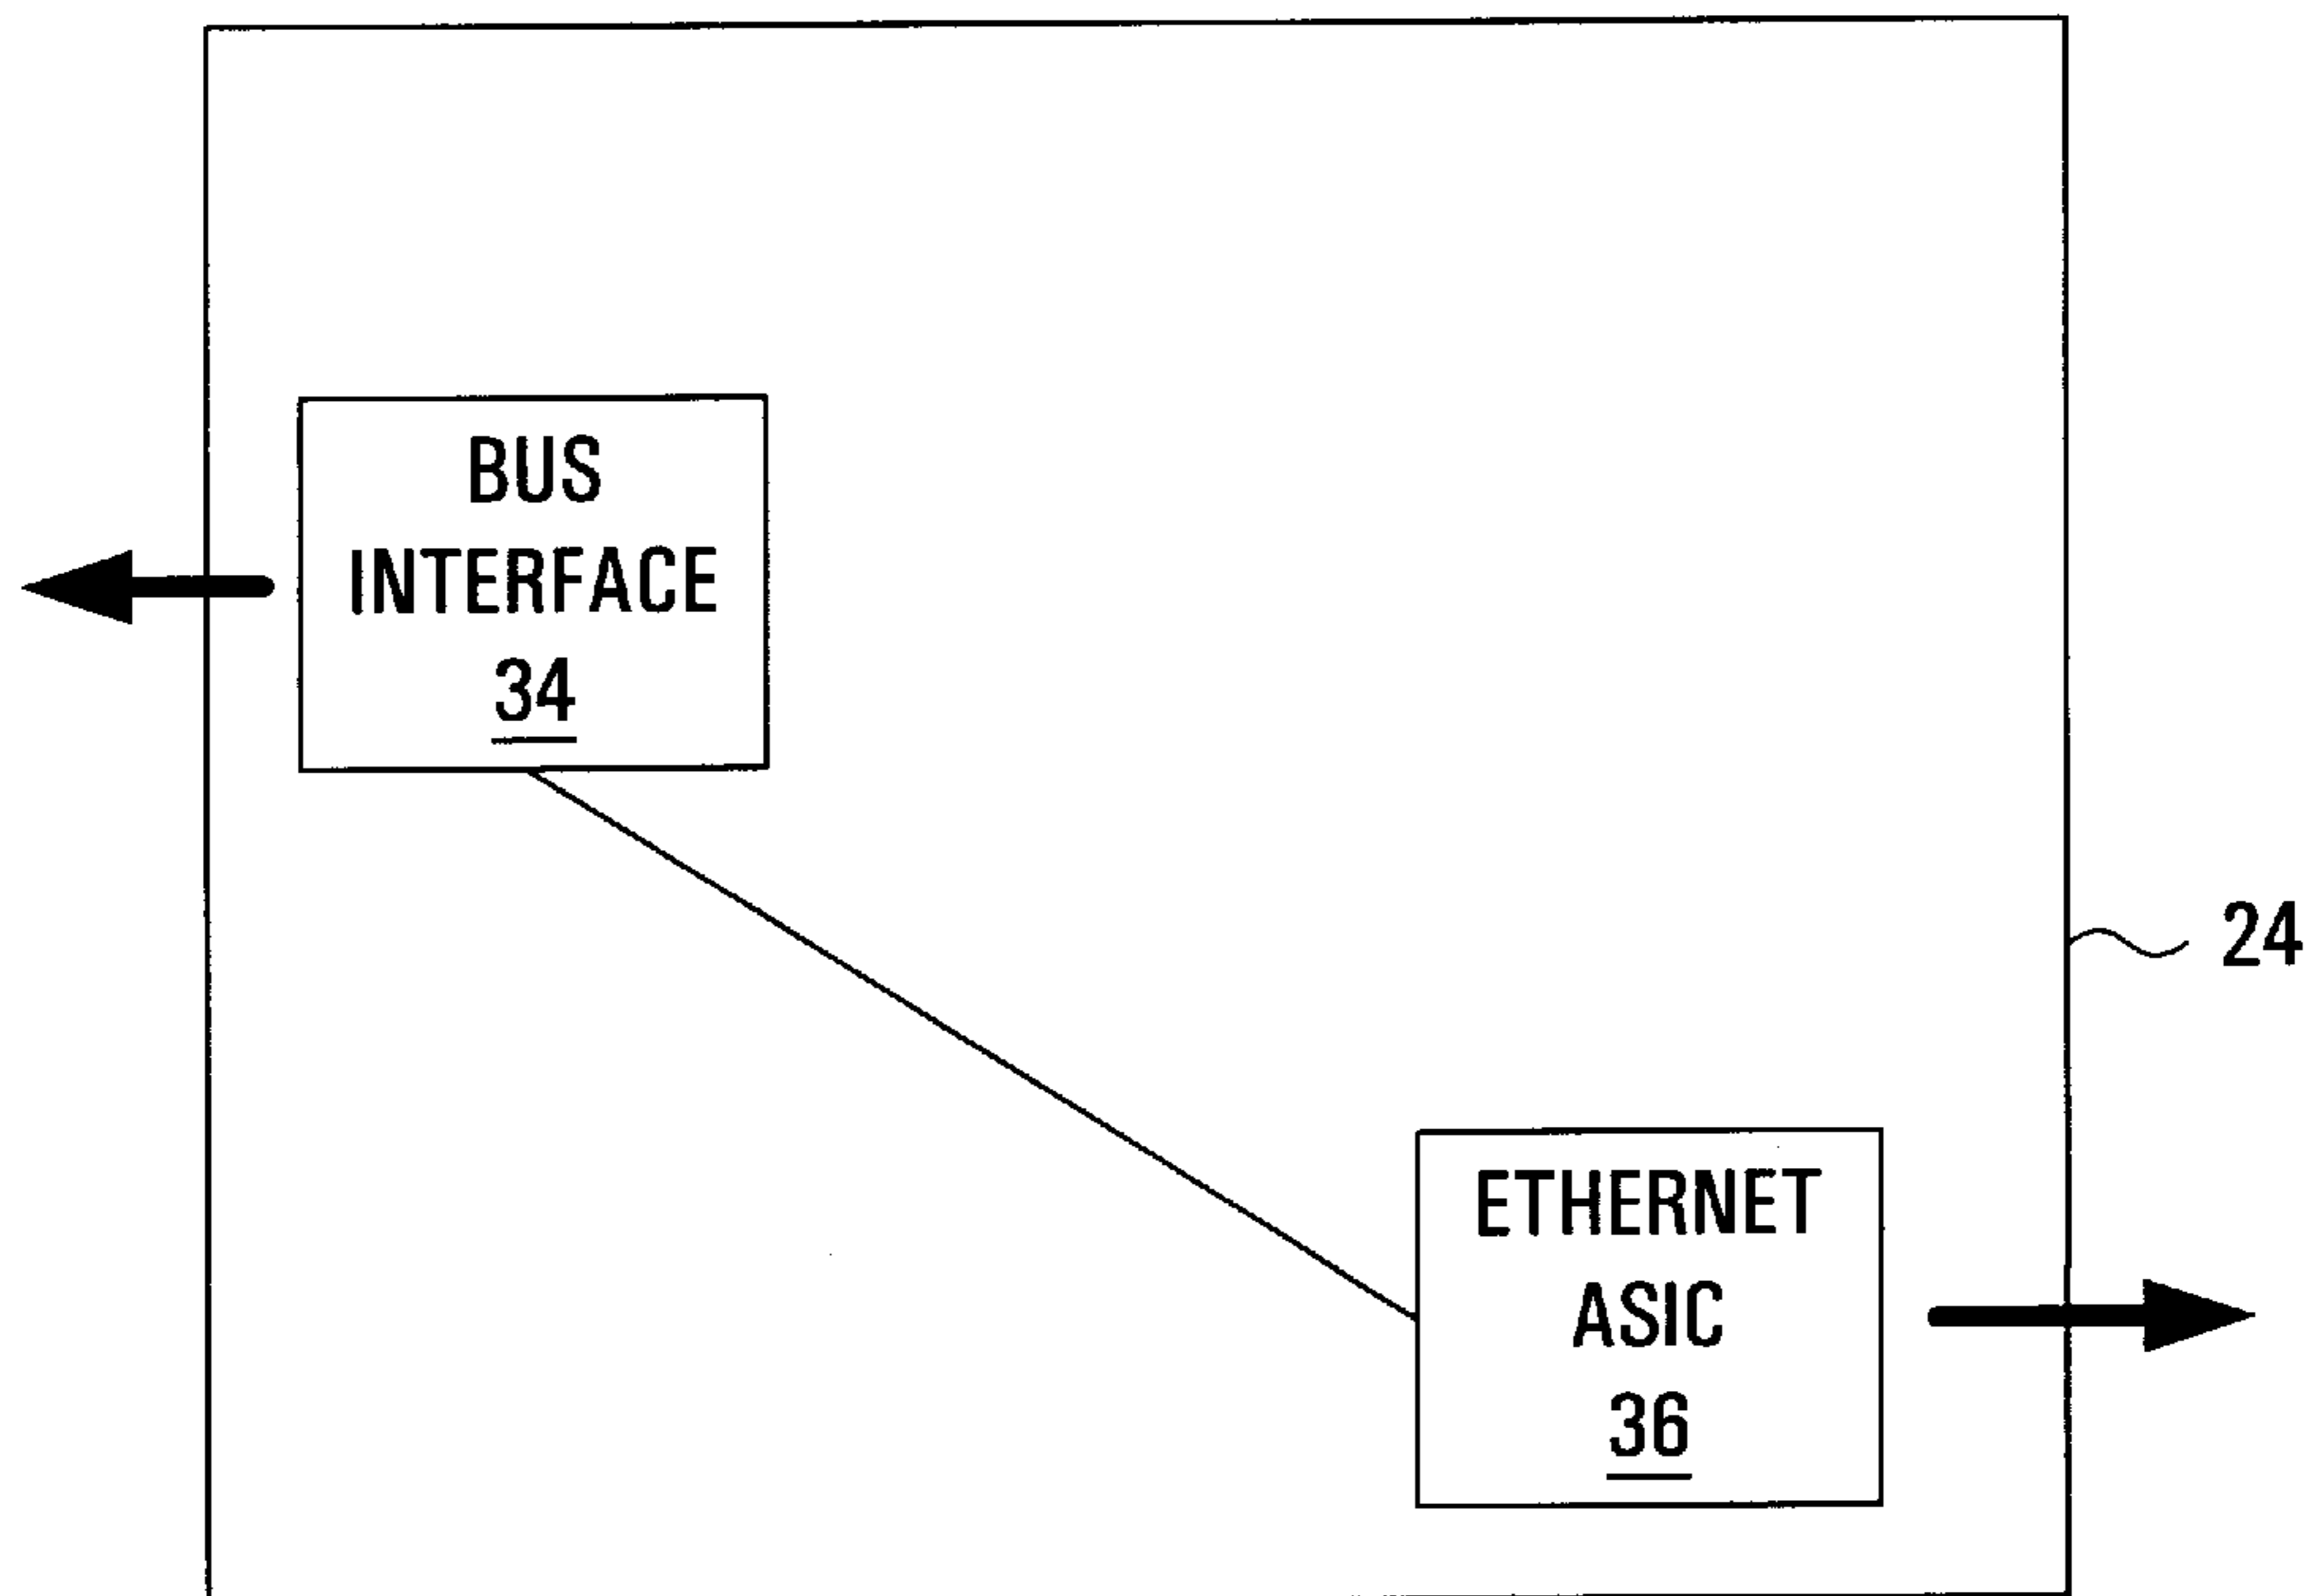 BUS
INTERFACE
34
24
ETHERNET
ASIC
36